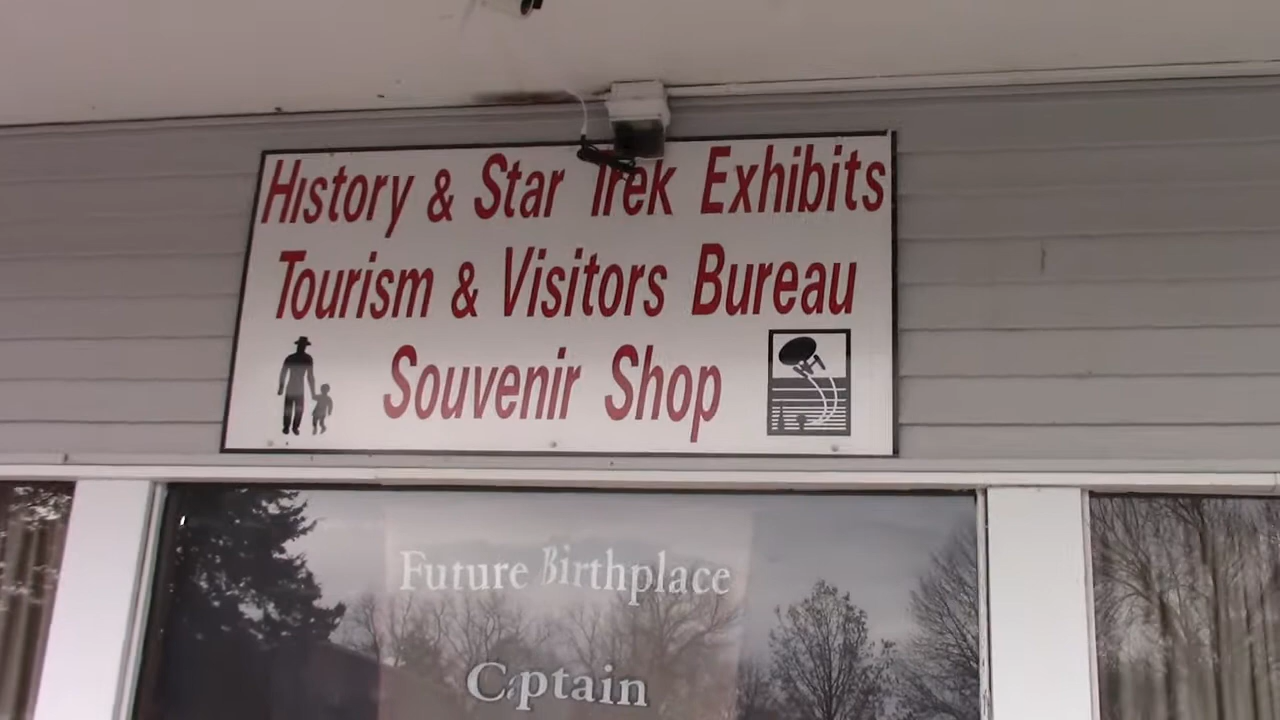 History & Star Trek Exhibits
Tourism & Visitors Bureau
Souvenir Shop
Future Birthplace
Captain